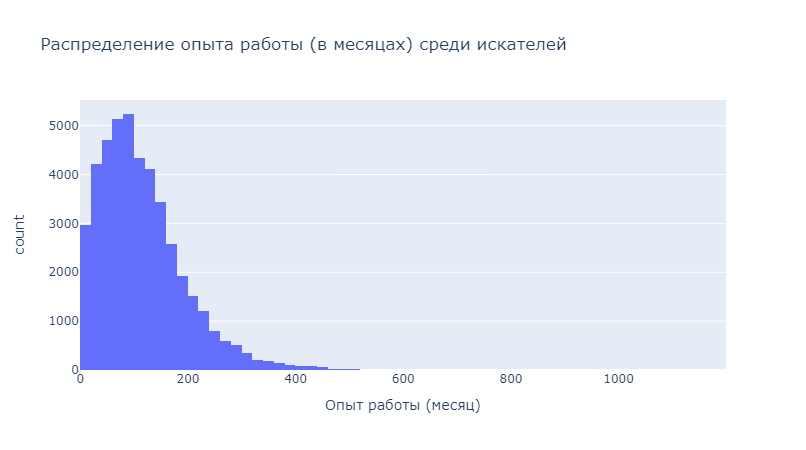 Распределение опыта работы (в месяцах) среди искателей
5000
4000
3000
2000
1000
0
count
0 200 400 600 800 1000
Опыт работы (месяц)